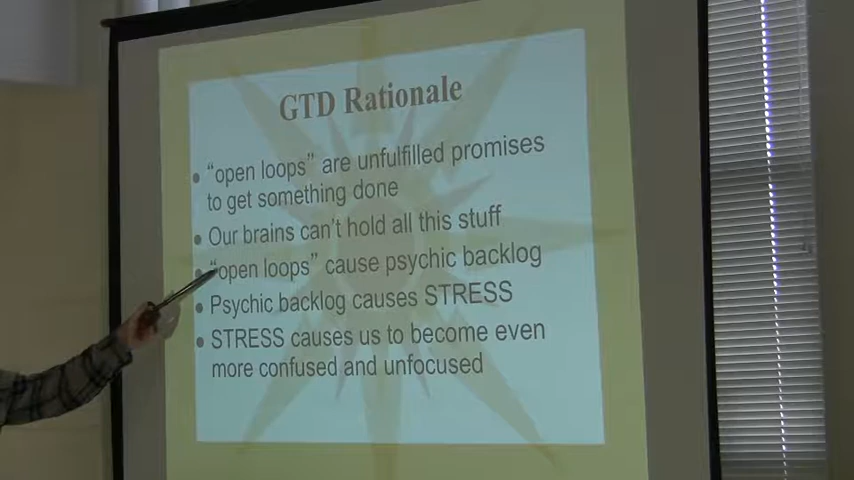 GTD Rationale
• "open loops" are unfulfilled promises
to get something done
• Our brains can't hold all this stuff
• "open loops" cause psychic backlog
• Psychic backlog causes STRESS
• STRESS causes us to become even
more confused and unfocused